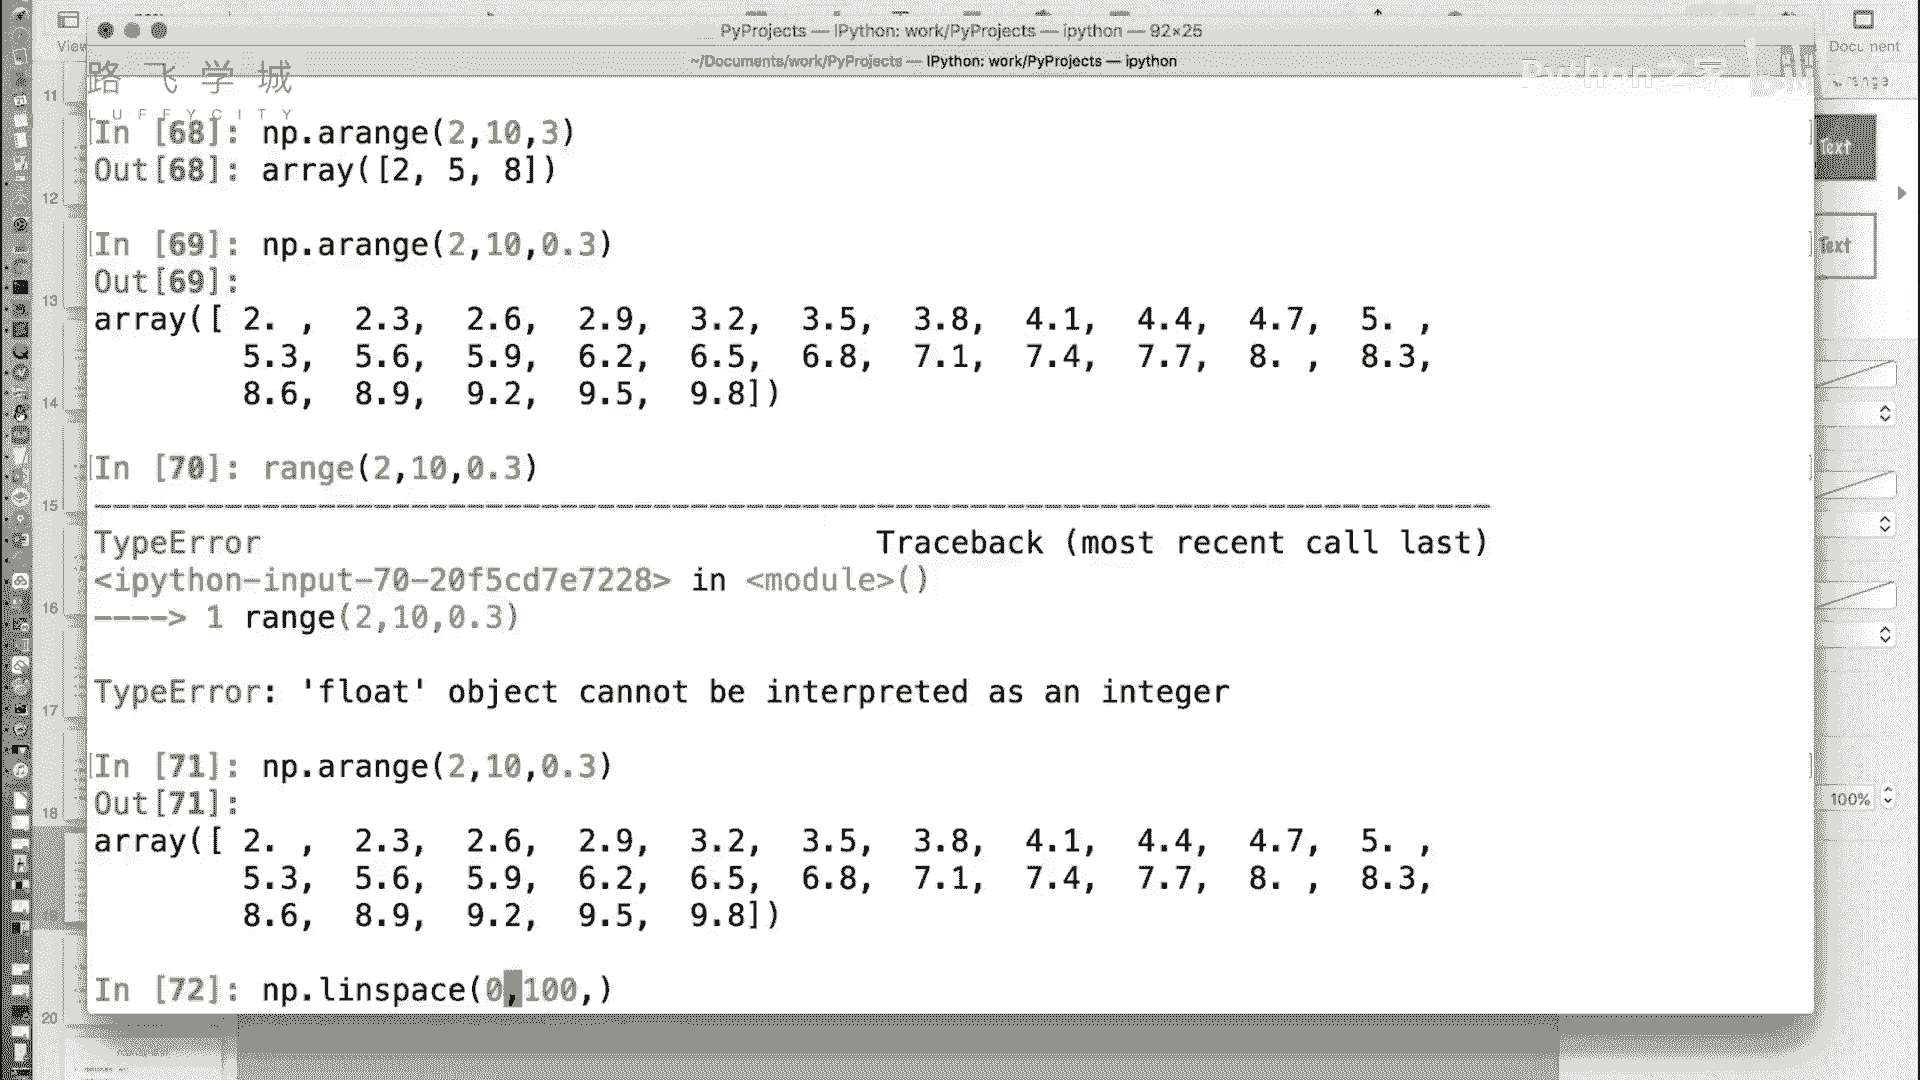 PyProjects — IPython: work/PyProjects — ipython — 92×25
~/Documents/work/PyProjects — IPython: work/PyProjects — ipython
View
Document
路飞学城
LUFFYCITY
Python之家
In [68]: np.arange(2,10,3)
Out[68]: array([2, 5, 8])
In [69]: np.arange(2,10,0.3)
Out[69]:
array([ 2. ,  2.3,  2.6,  2.9,  3.2,  3.5,  3.8,  4.1,  4.4,  4.7,  5. ,
5.3,  5.6,  5.9,  6.2,  6.5,  6.8,  7.1,  7.4,  7.7,  8. ,  8.3,
8.6,  8.9,  9.2,  9.5,  9.8])
In [70]: range(2,10,0.3)
---------------------------------------------------------------------------
TypeError                                 Traceback (most recent call last)
<ipython-input-70-20f5cd7e7228> in <module>()
----> 1 range(2,10,0.3)
TypeError: 'float' object cannot be interpreted as an integer
In [71]: np.arange(2,10,0.3)
Out[71]:
array([ 2. ,  2.3,  2.6,  2.9,  3.2,  3.5,  3.8,  4.1,  4.4,  4.7,  5. ,
5.3,  5.6,  5.9,  6.2,  6.5,  6.8,  7.1,  7.4,  7.7,  8. ,  8.3,
8.6,  8.9,  9.2,  9.5,  9.8])
In [72]: np.linspace(0,100,)
11
12
13
14
15
16
17
18
20
Text
Text
100%